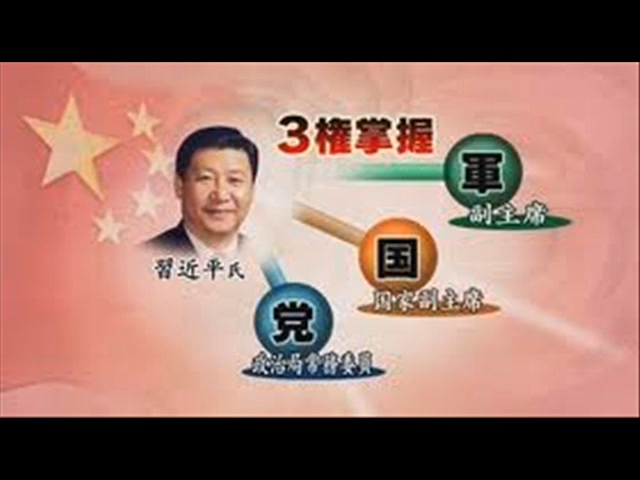 3権掌握
軍
副主席
国
国家副主席
習近平氏
党
政治局常務委員